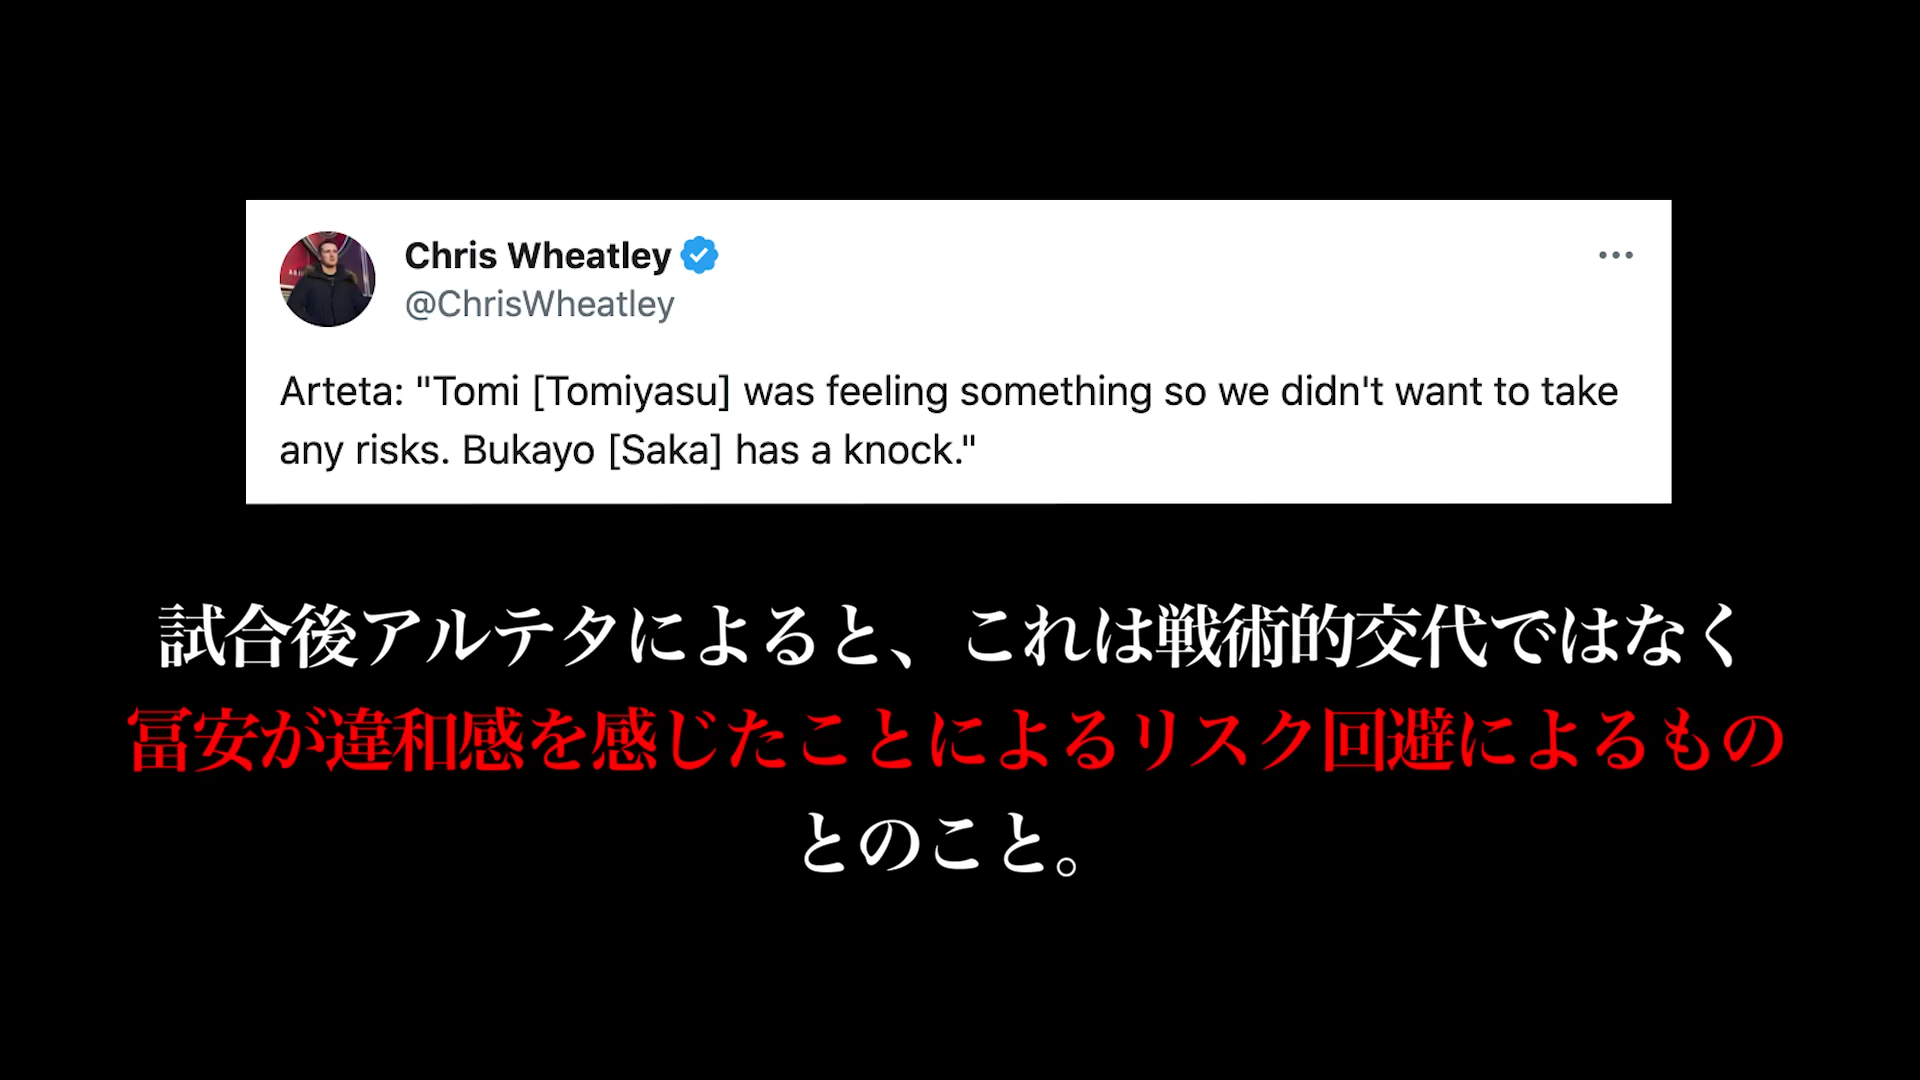 Chris Wheatley
@ChrisWheatley
Arteta: "Tomi [Tomiyasu] was feeling something so we didn't want to take
any risks. Bukayo [Saka] has a knock."
試合後アルテタによると、これは戦術的交代ではなく
冨安が違和感を感じたことによるリスク回避によるもの
とのこと。